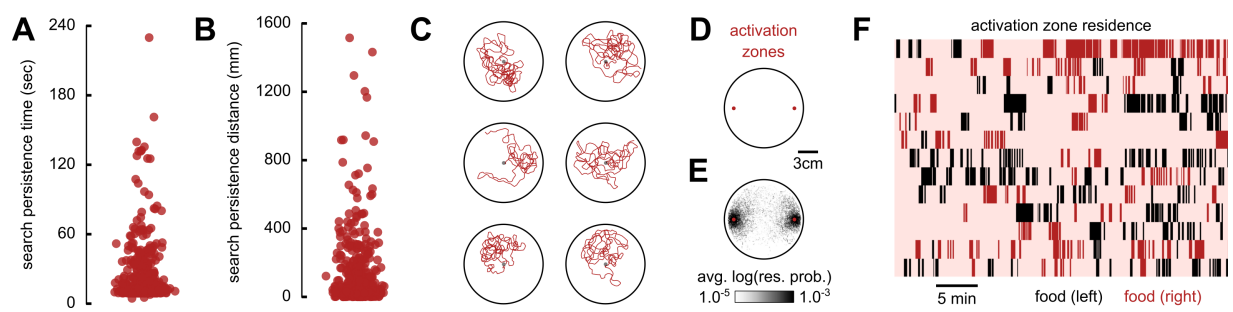 A
search persistence time (sec)
240
180
120
60
0
B
search persistence distance (mm)
1600
1200
800
400
0
C
D
activation
zones
3cm
E
avg. log(res. prob.)
1.0-5
1.0-3
F
activation zone residence
5 min
food (left)
food (right)